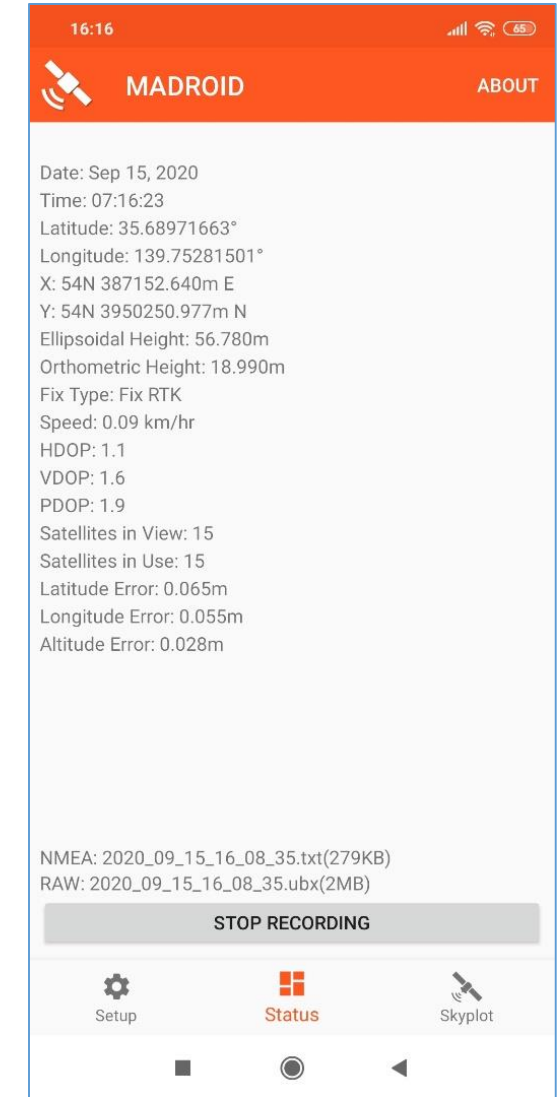 16:16
65
MADROID
ABOUT
Date: Sep 15, 2020
Time: 07:16:23
Latitude: 35.68971663°
Longitude: 139.75281501°
X: 54N 387152.640m E
Y: 54N 3950250.977m N
Ellipsoidal Height: 56.780m
Orthometric Height: 18.990m
Fix Type: Fix RTK
Speed: 0.09 km/hr
HDOP: 1.1
VDOP: 1.6
PDOP: 1.9
Satellites in View: 15
Satellites in Use: 15
Latitude Error: 0.065m
Longitude Error: 0.055m
Altitude Error: 0.028m
NMEA: 2020_09_15_16_08_35.txt(279KB)
RAW: 2020_09_15_16_08_35.ubx(2MB)
STOP RECORDING
Setup
Status
Skyplot